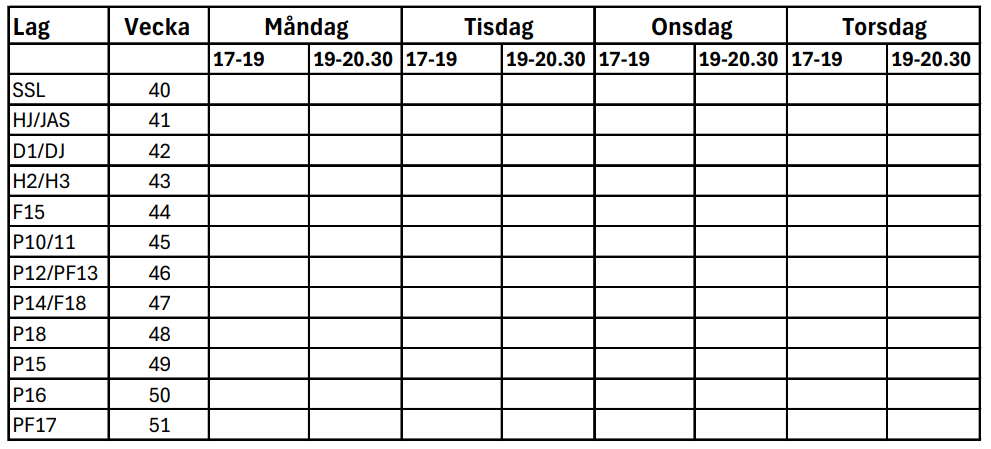 Lag Vecka Måndag Tisdag Onsdag Torsdag
17-19 19-20.30 17-19 19-20.30 17-19 19-20.30 17-19 19-20.30
SSL 40
HJ/JAS 41
D1/DJ 42
H2/H3 43
F15 44
P10/11 45
P12/PF13 46
P14/F18 47
P18 48
P15 49
P16 50
PF17 51